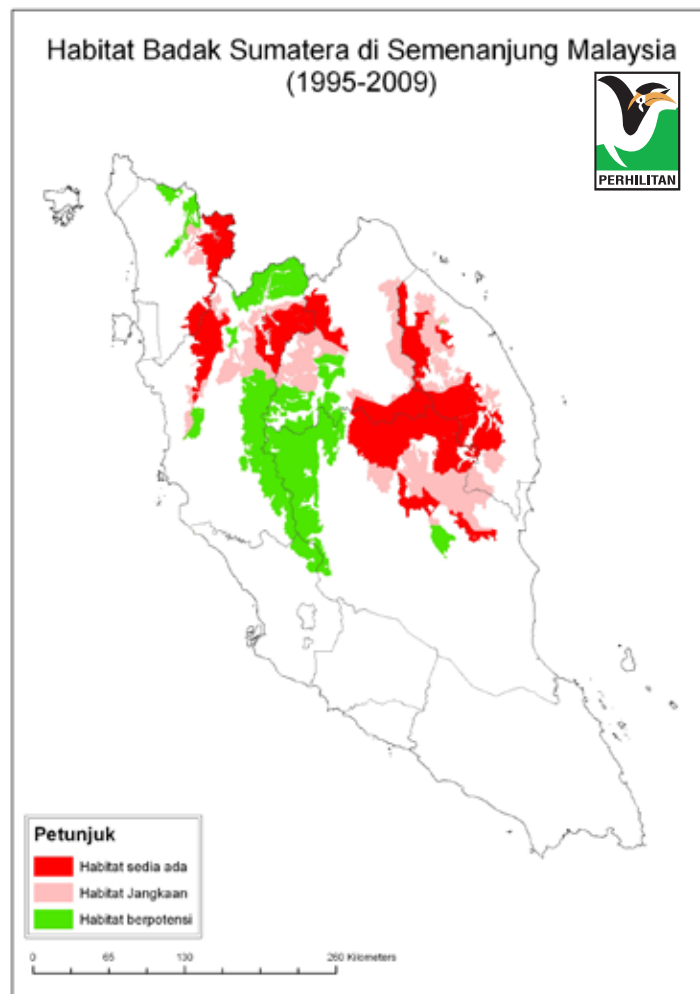 Habitat Badak Sumatera di Semenanjung Malaysia
(1995-2009)
PERHILITAN
Petunjuk
Habitat sedia ada
Habitat Jangkaan
Habitat berpotensi
0 65 130 260 Kilometers